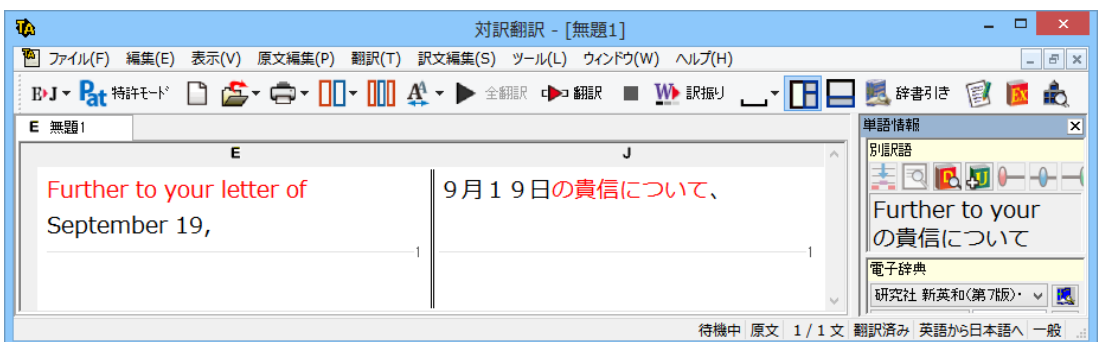 対訳翻訳 - [無題1]
ファイル(F) 編集(E) 表示(V) 原文編集(P) 翻訳(T) 訳文編集(S) ツール(L) ウィンドウ(W) ヘルプ(H)
E▸J Pat 特許モード 全翻訳 翻訳 W 訳振り 辞書引き
E 無題1
単語情報
E J
別訳語
Further to your letter of
September 19,
1
9月19日の貴信について、
1
Further to your
の貴信について
電子辞典
研究社 新英和(第7版)・
待機中 原文 1 / 1 文 翻訳済み 英語から日本語へ 一般